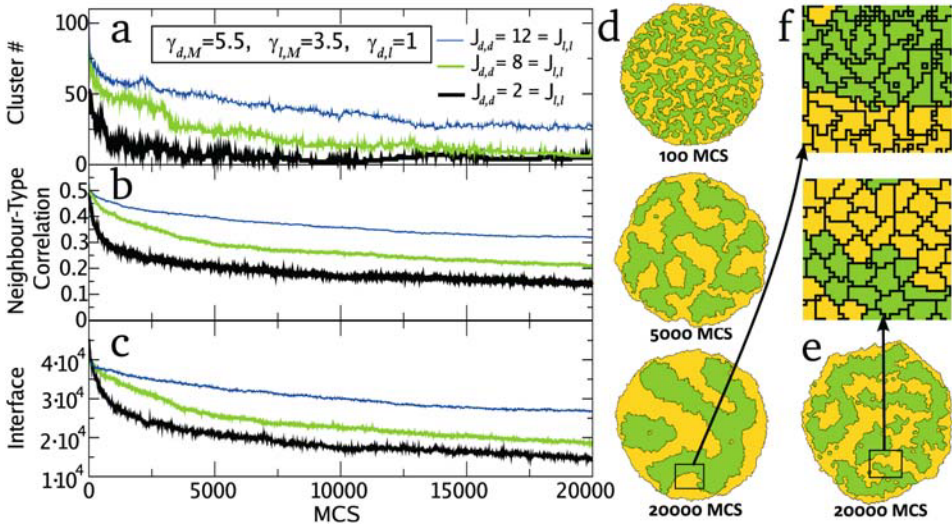 a
γd,M=5.5, γl,M=3.5, γd,l=1
Jd,d = 12 = Jl,l
Jd,d = 8 = Jl,l
Jd,d = 2 = Jl,l
Cluster #
100
50
0
b
Neighbour-Type
Correlation
0.5
0.4
0.3
0.2
0.1
0
c
Interface
4·10⁴
3·10⁴
2·10⁴
1·10⁴
0
5000
10000
15000
20000
MCS
d
100 MCS
5000 MCS
20000 MCS
f
e
20000 MCS